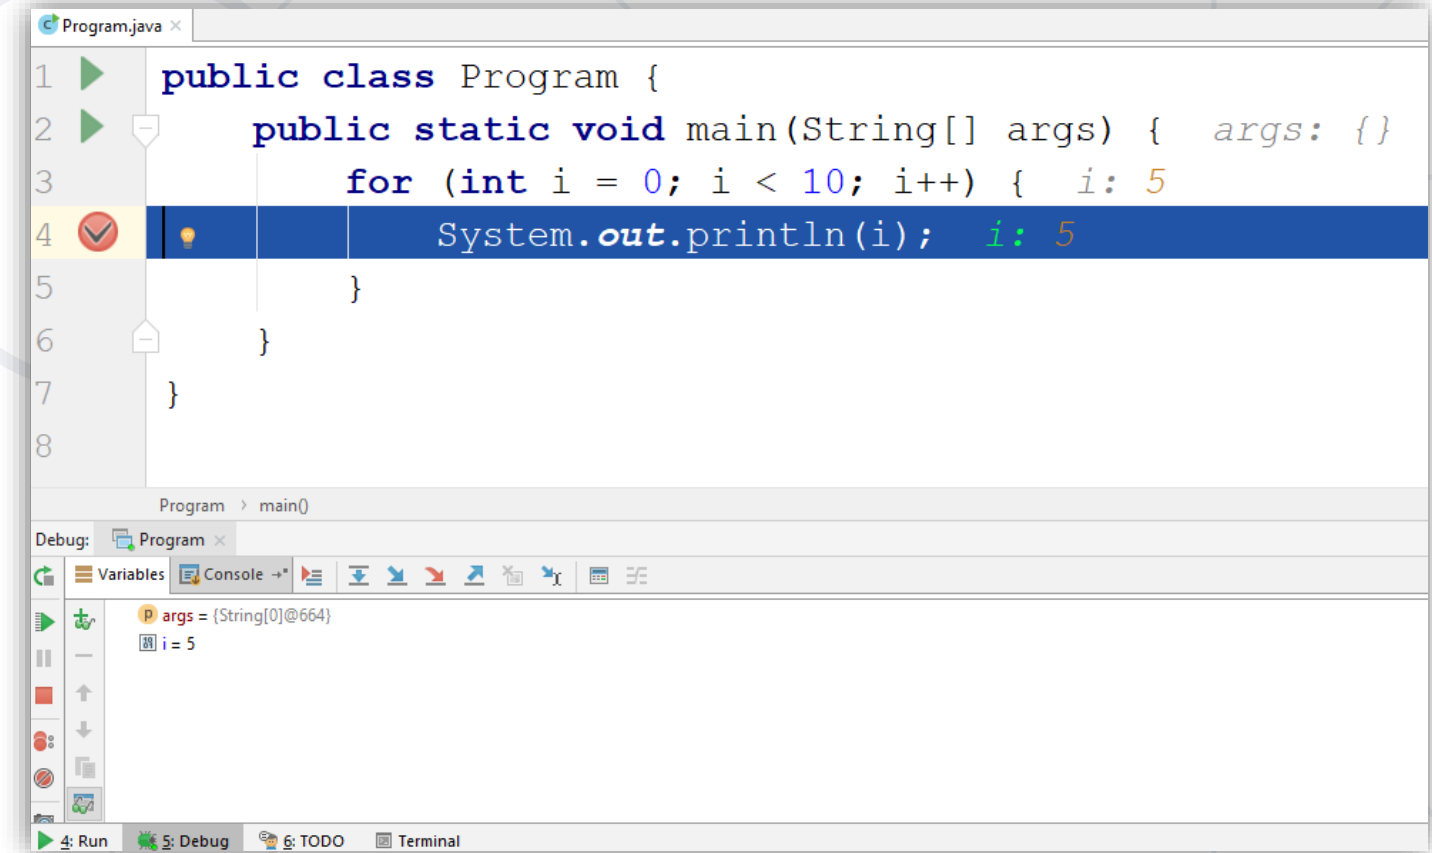 Program.java
1 public class Program {
2 public static void main(String[] args) { args: {}
3 for (int i = 0; i < 10; i++) { i: 5
4 System.out.println(i); i: 5
5 }
6 }
7 }
8
Program > main()
Debug: Program
Variables Console
args = {String[0]@664}
i = 5
4: Run 5: Debug 6: TODO Terminal